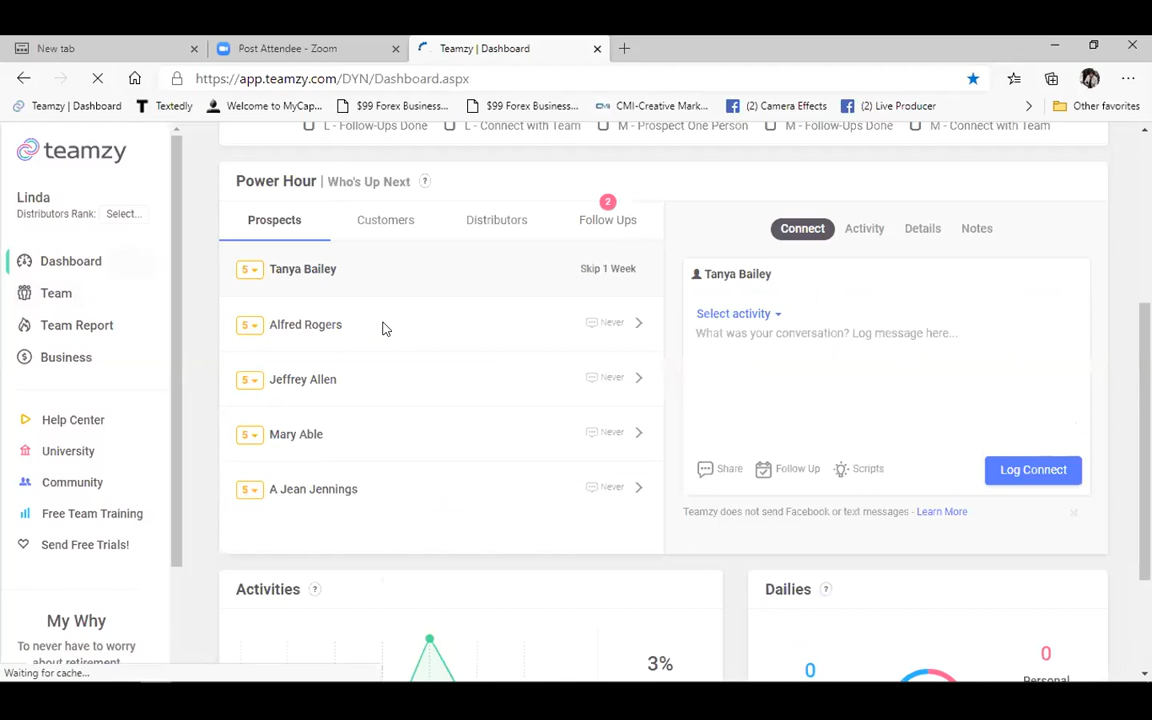 New tab
Post Attendee - Zoom
Teamzy | Dashboard
https://app.teamzy.com/DYN/Dashboard.aspx
Teamzy | Dashboard
Textedly
Welcome to MyCap...
$99 Forex Business...
$99 Forex Business...
CMI-Creative Mark...
(2) Camera Effects
(2) Live Producer
Other favorites
teamzy
Linda
Distributors Rank: Select...
Dashboard
Team
Team Report
Business
Help Center
University
Community
Free Team Training
Send Free Trials!
My Why
To never have to worry
about retirement
Waiting for cache...
L - Follow-Ups Done
L - Connect with Team
M - Prospect One Person
M - Follow-Ups Done
M - Connect with Team
Power Hour | Who's Up Next ?
Prospects
Customers
Distributors
2
Follow Ups
5 Tanya Bailey Skip 1 Week
5 Alfred Rogers Never
5 Jeffrey Allen Never
5 Mary Able Never
5 A Jean Jennings Never
Connect
Activity
Details
Notes
Tanya Bailey
Select activity
What was your conversation? Log message here...
Share
Follow Up
Scripts
Log Connect
Teamzy does not send Facebook or text messages - Learn More
Activities ?
3%
Dailies ?
0
0
Personal